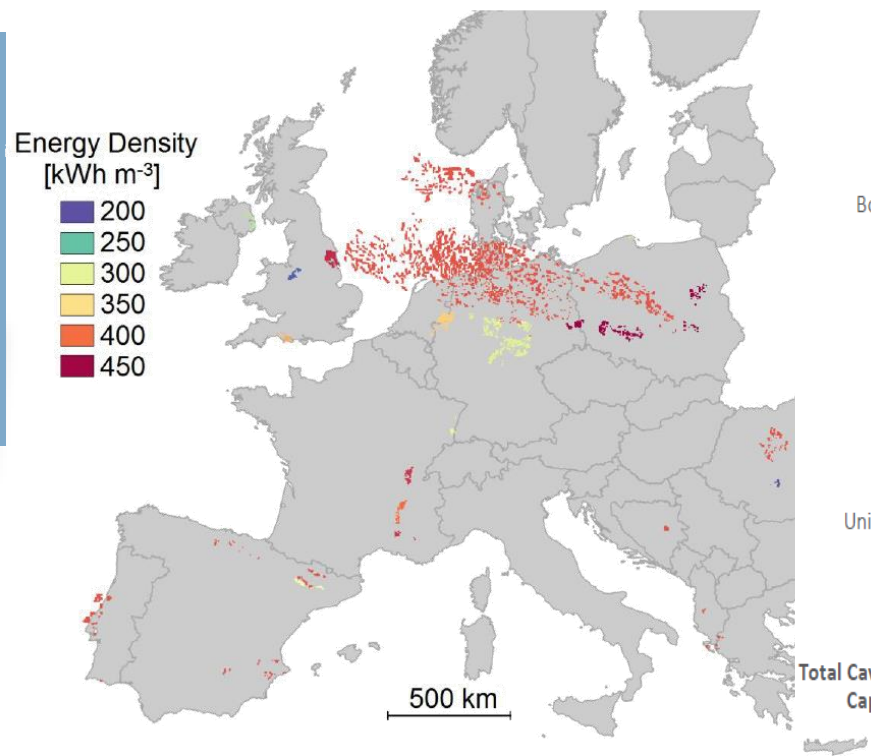 Energy Density
[kWh m⁻³]
200
250
300
350
400
450
500 km
Bo
Uni
Total Cav
Cap